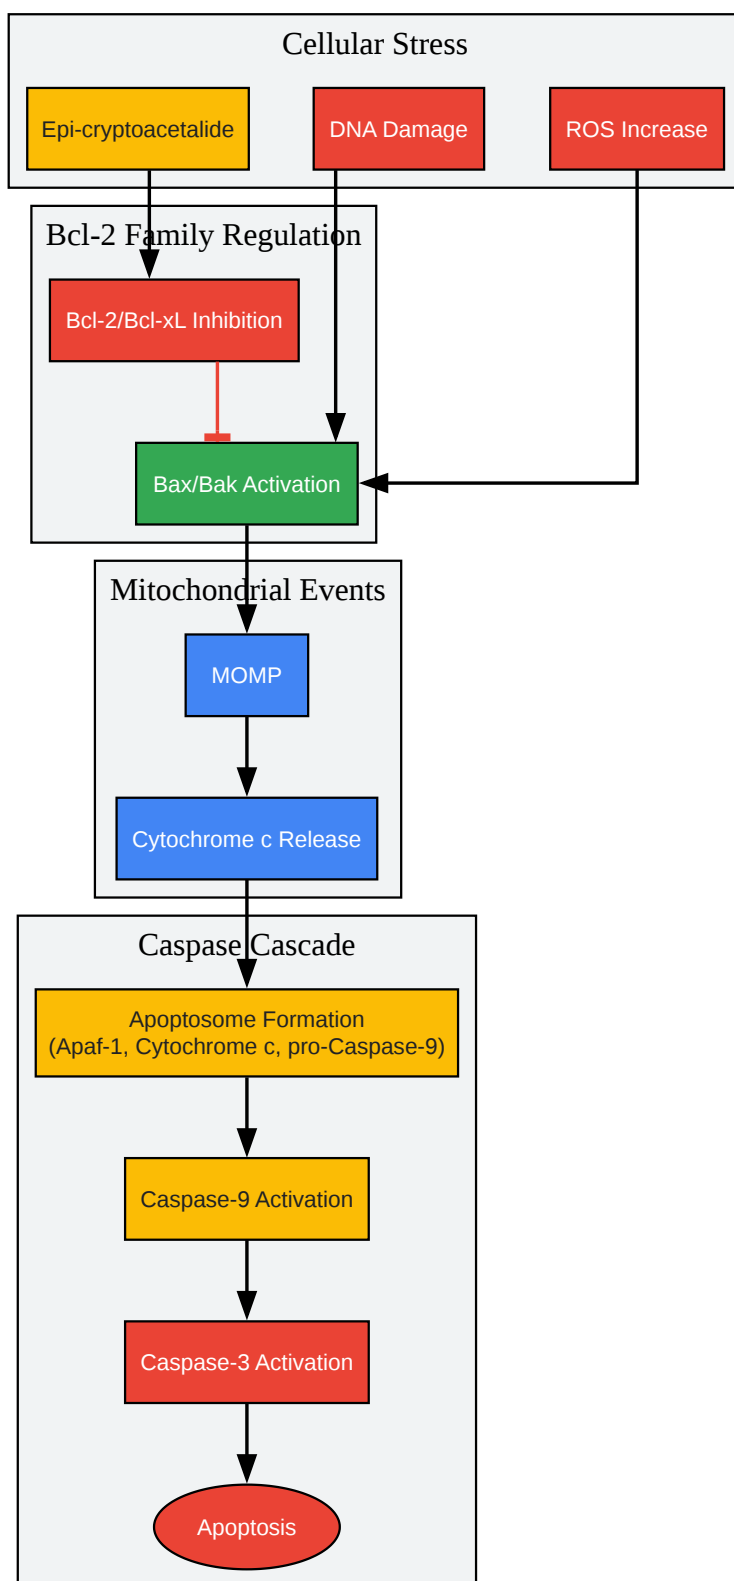 Cellular Stress
Epi-cryptoacetalide
DNA Damage
ROS Increase
Bcl-2 Family Regulation
Bcl-2/Bcl-xL Inhibition
Bax/Bak Activation
Mitochondrial Events
MOMP
Cytochrome c Release
Caspase Cascade
Apoptosome Formation
(Apaf-1, Cytochrome c, pro-Caspase-9)
Caspase-9 Activation
Caspase-3 Activation
Apoptosis